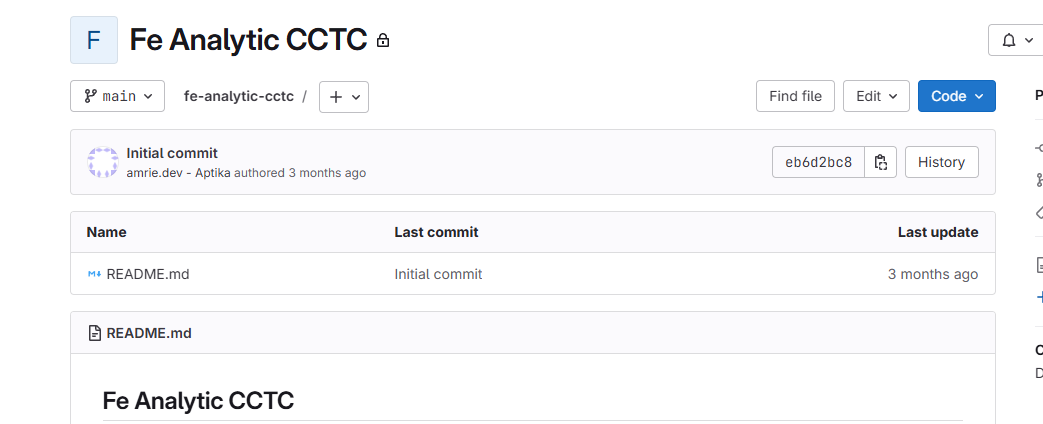 F Fe Analytic CCTC
main fe-analytic-cctc / + Find file Edit Code
Initial commit
amrie.dev - Aptika authored 3 months ago
eb6d2bc8 History
Name Last commit Last update
README.md Initial commit 3 months ago
README.md
Fe Analytic CCTC